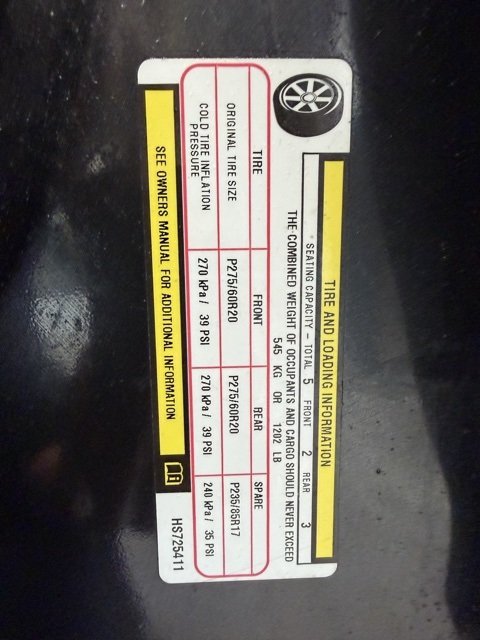 TIRE AND LOADING INFORMATION
SEATING CAPACITY – TOTAL 5 FRONT 2 REAR 3
THE COMBINED WEIGHT OF OCCUPANTS AND CARGO SHOULD NEVER EXCEED
545 KG OR 1202 LB
TIRE FRONT REAR SPARE
ORIGINAL TIRE SIZE P275/60R20 P275/60R20 P235/85R17
COLD TIRE INFLATION
PRESSURE 270 kPa / 39 PSI 270 kPa / 39 PSI 240 kPa / 35 PSI
SEE OWNERS MANUAL FOR ADDITIONAL INFORMATION
HS725411